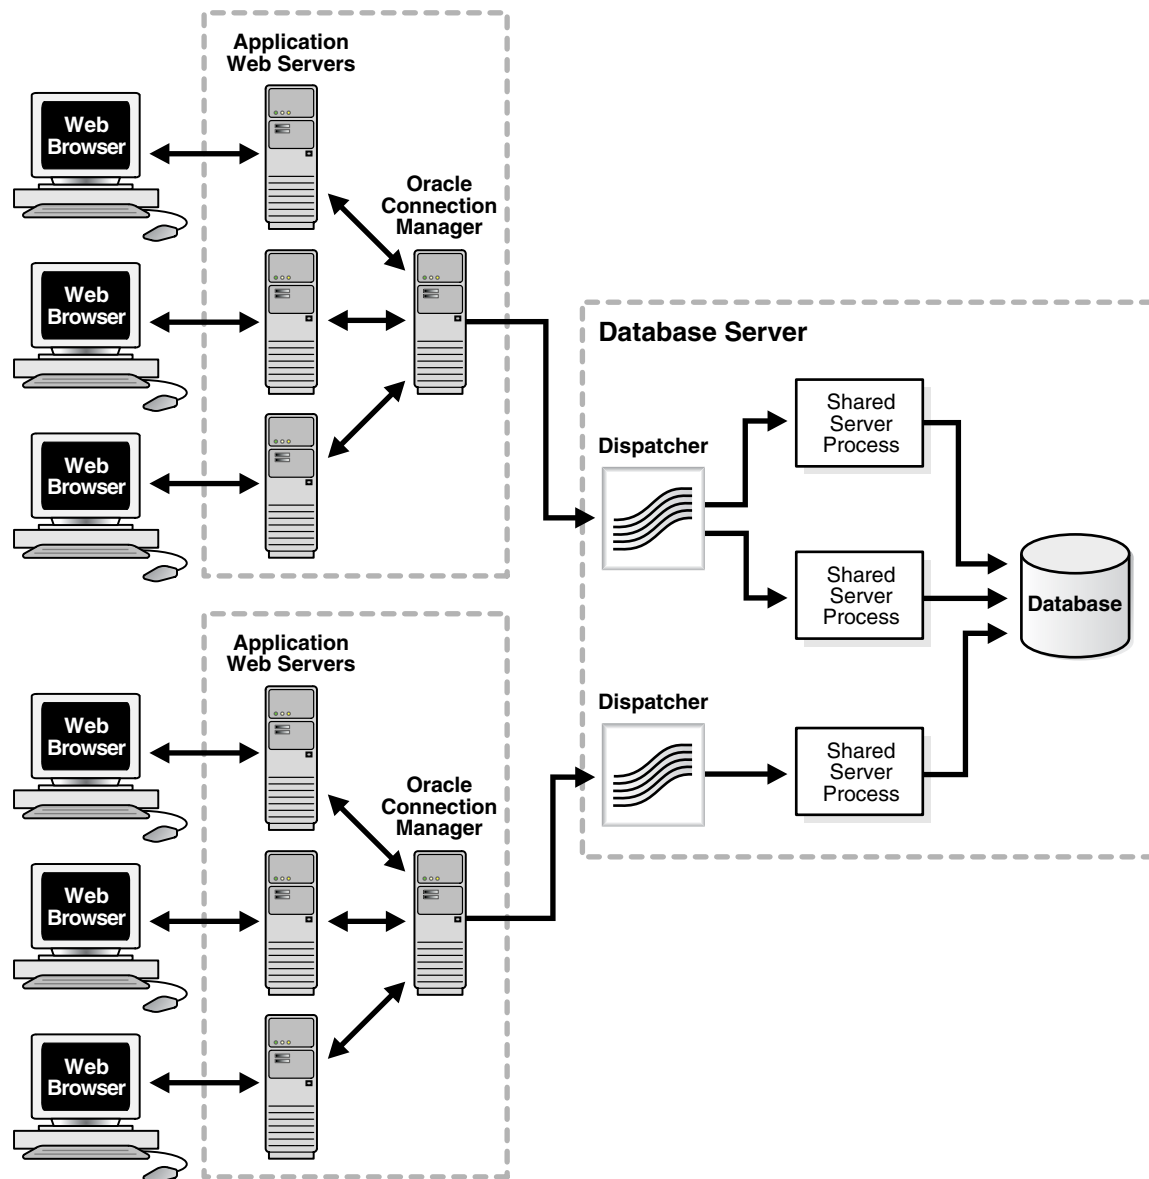 Application
Web Servers
Web
Browser
Oracle
Connection
Manager
Web
Browser
Web
Browser
Database Server
Dispatcher
Shared
Server
Process
Shared
Server
Process
Database
Application
Web Servers
Dispatcher
Web
Browser
Shared
Server
Process
Oracle
Connection
Manager
Web
Browser
Web
Browser